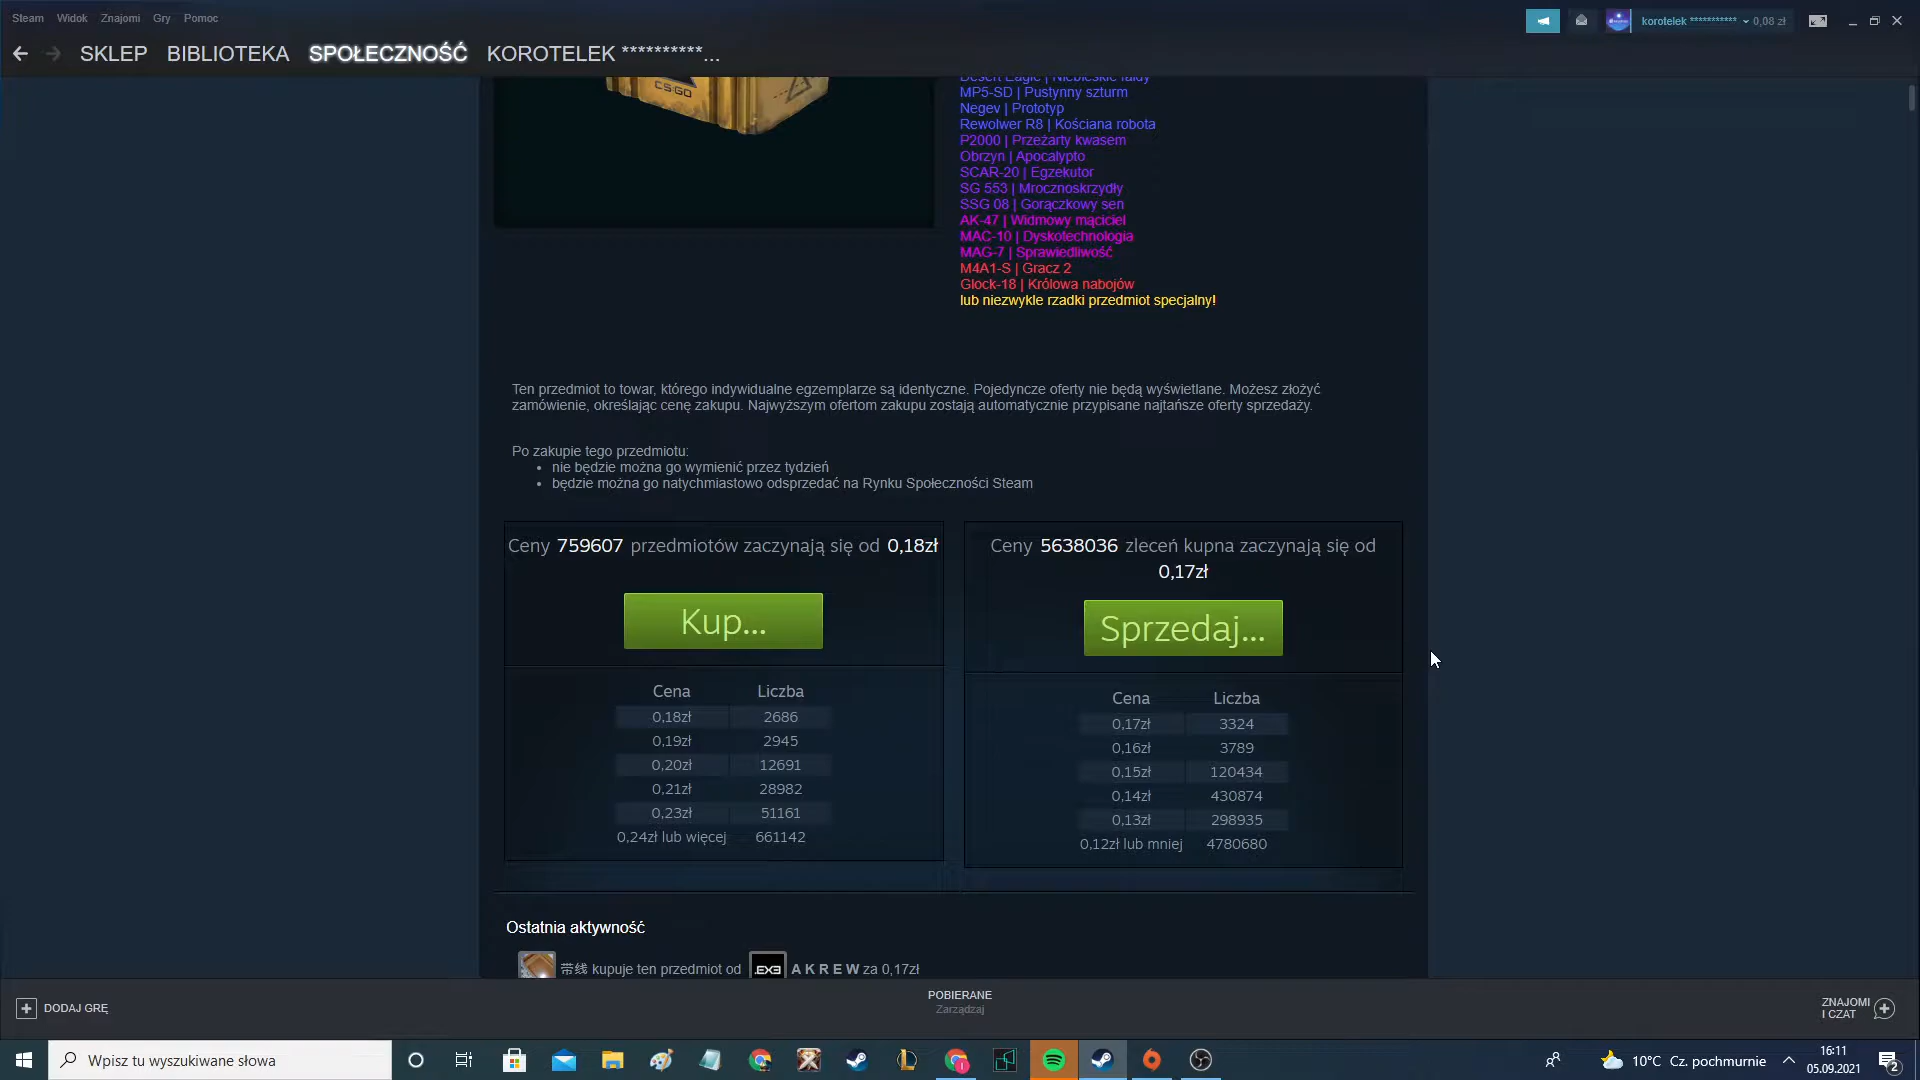 Steam Widok Znajomi Gry Pomoc
korotelek *********** 0,08 zł
SKLEP BIBLIOTEKA SPOŁECZNOŚĆ KOROTELEK **********...
CS:GO
Desert Eagle | Niebieskie fałdy
MP5-SD | Pustynny szturm
Negev | Prototyp
Rewolwer R8 | Kościana robota
P2000 | Przeżarty kwasem
Obrzyn | Apocalypto
SCAR-20 | Egzekutor
SG 553 | Mrocznoskrzydły
SSG 08 | Gorączkowy sen
AK-47 | Widmowy mąciciel
MAC-10 | Dyskotechnologia
MAG-7 | Sprawiedliwość
M4A1-S | Gracz 2
Glock-18 | Królowa nabojów
lub niezwykle rzadki przedmiot specjalny!
Ten przedmiot to towar, którego indywidualne egzemplarze są identyczne. Pojedyncze oferty nie będą wyświetlane. Możesz złożyć
zamówienie, określając cenę zakupu. Najwyższym ofertom zakupu zostają automatycznie przypisane najtańsze oferty sprzedaży.
Po zakupie tego przedmiotu:
• nie będzie można go wymienić przez tydzień
• będzie można go natychmiastowo odsprzedać na Rynku Społeczności Steam
Ceny 759607 przedmiotów zaczynają się od 0,18zł
Kup...
Cena Liczba
0,18zł 2686
0,19zł 2945
0,20zł 12691
0,21zł 28982
0,23zł 51161
0,24zł lub więcej 661142
Ceny 5638036 zleceń kupna zaczynają się od
0,17zł
Sprzedaj...
Cena Liczba
0,17zł 3324
0,16zł 3789
0,15zł 120434
0,14zł 430874
0,13zł 298935
0,12zł lub mniej 4780680
Ostatnia aktywność
带线 kupuje ten przedmiot od .EXE A K R E W za 0,17zł
DODAJ GRĘ
POBIERANE
Zarządzaj
ZNAJOMI
I CZAT
Wpisz tu wyszukiwane słowa
10°C Cz. pochmurnie
16:11
05.09.2021
2